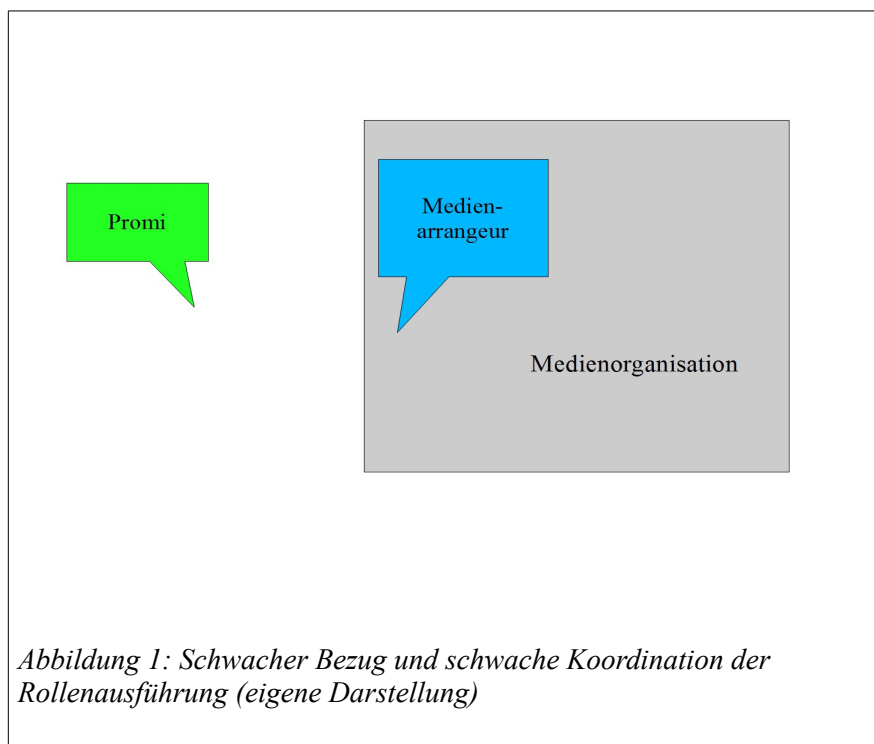 Promi
Medien-
arrangeur
Medienorganisation
Abbildung 1: Schwacher Bezug und schwache Koordination der
Rollenausführung (eigene Darstellung)